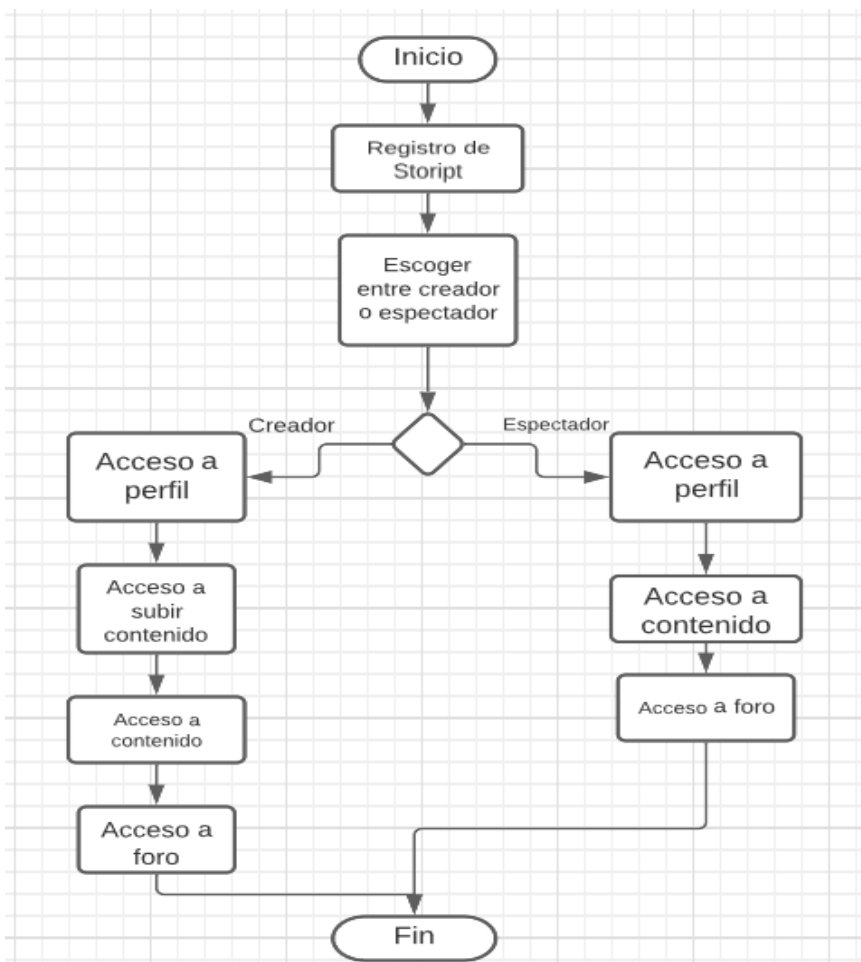 Inicio
Registro de
Stoript
Escoger
entre creador
o espectador
Creador
Espectador
Acceso a
perfil
Acceso a
subir
contenido
Acceso a
contenido
Acceso a
foro
Acceso a
perfil
Acceso a
contenido
Acceso a foro
Fin